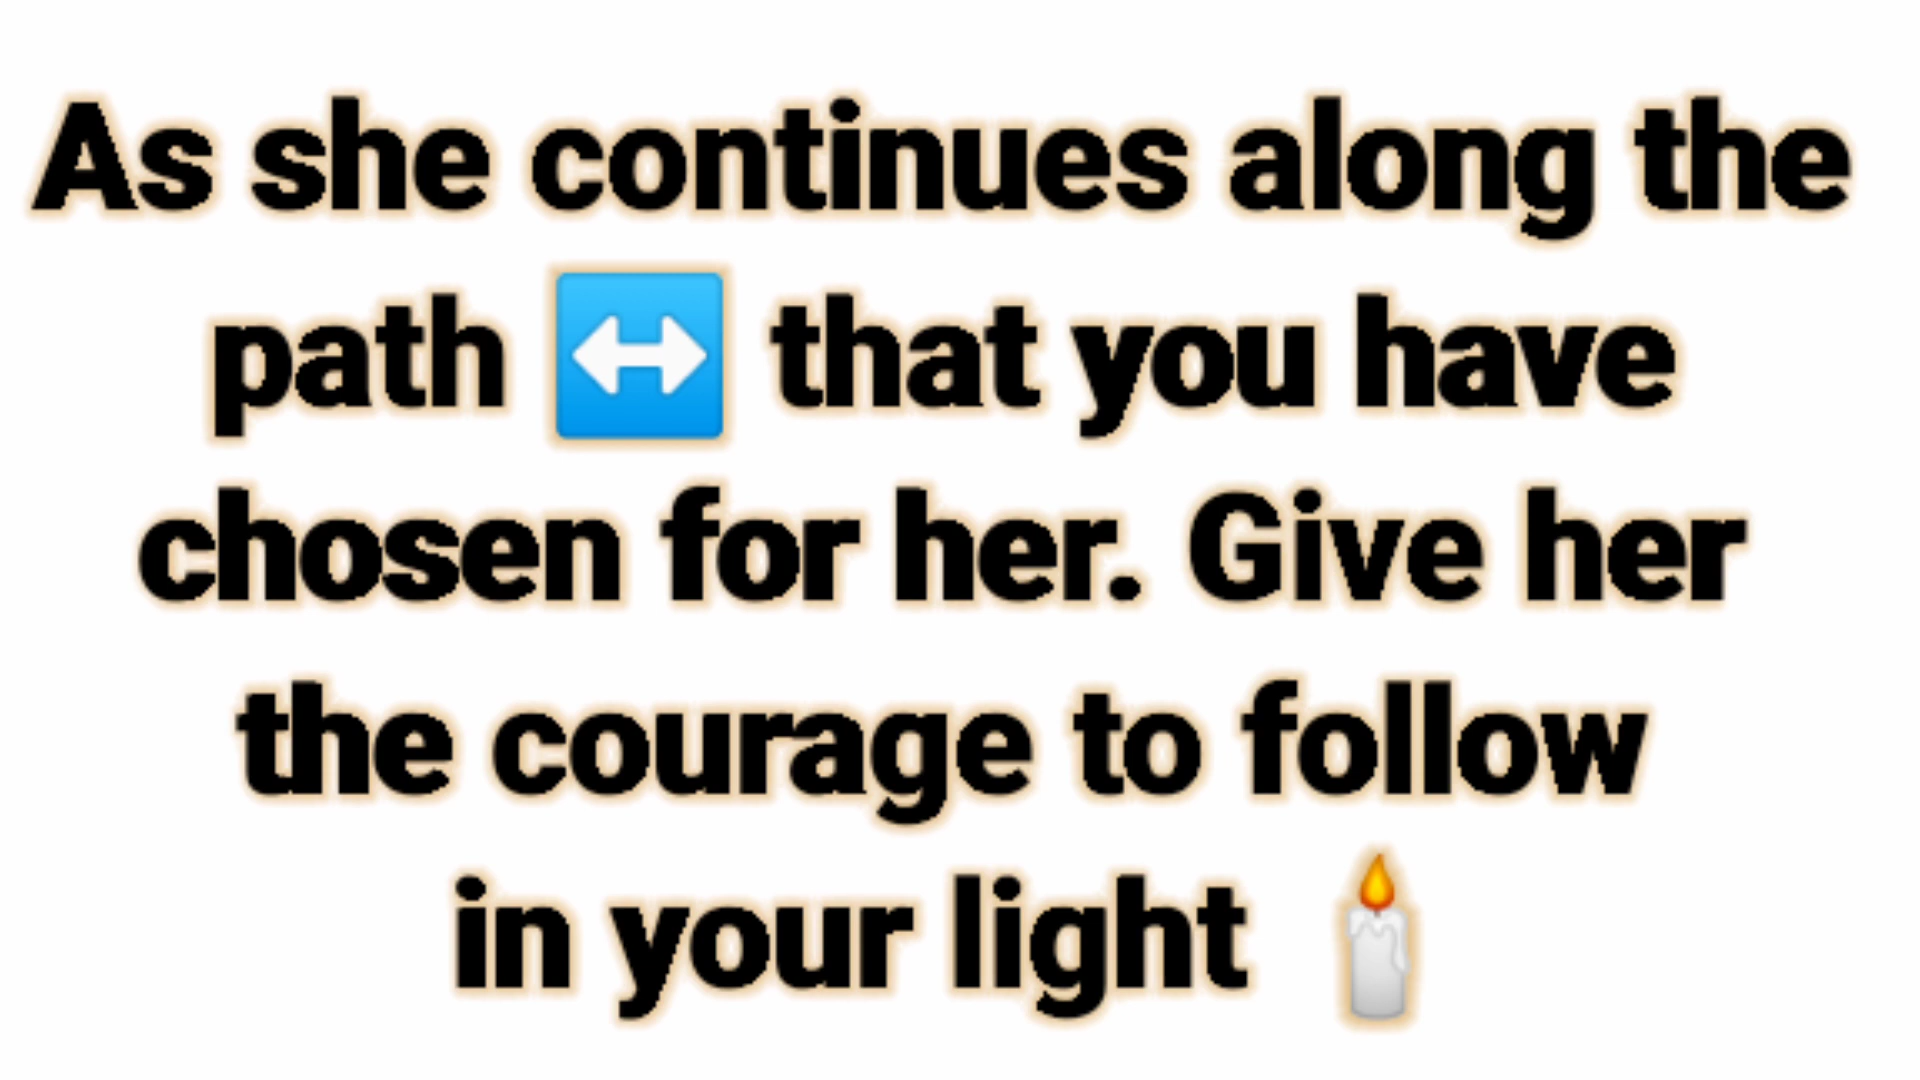 As she continues along the
path ↔️ that you have
chosen for her. Give her
the courage to follow
in your light 🕯️